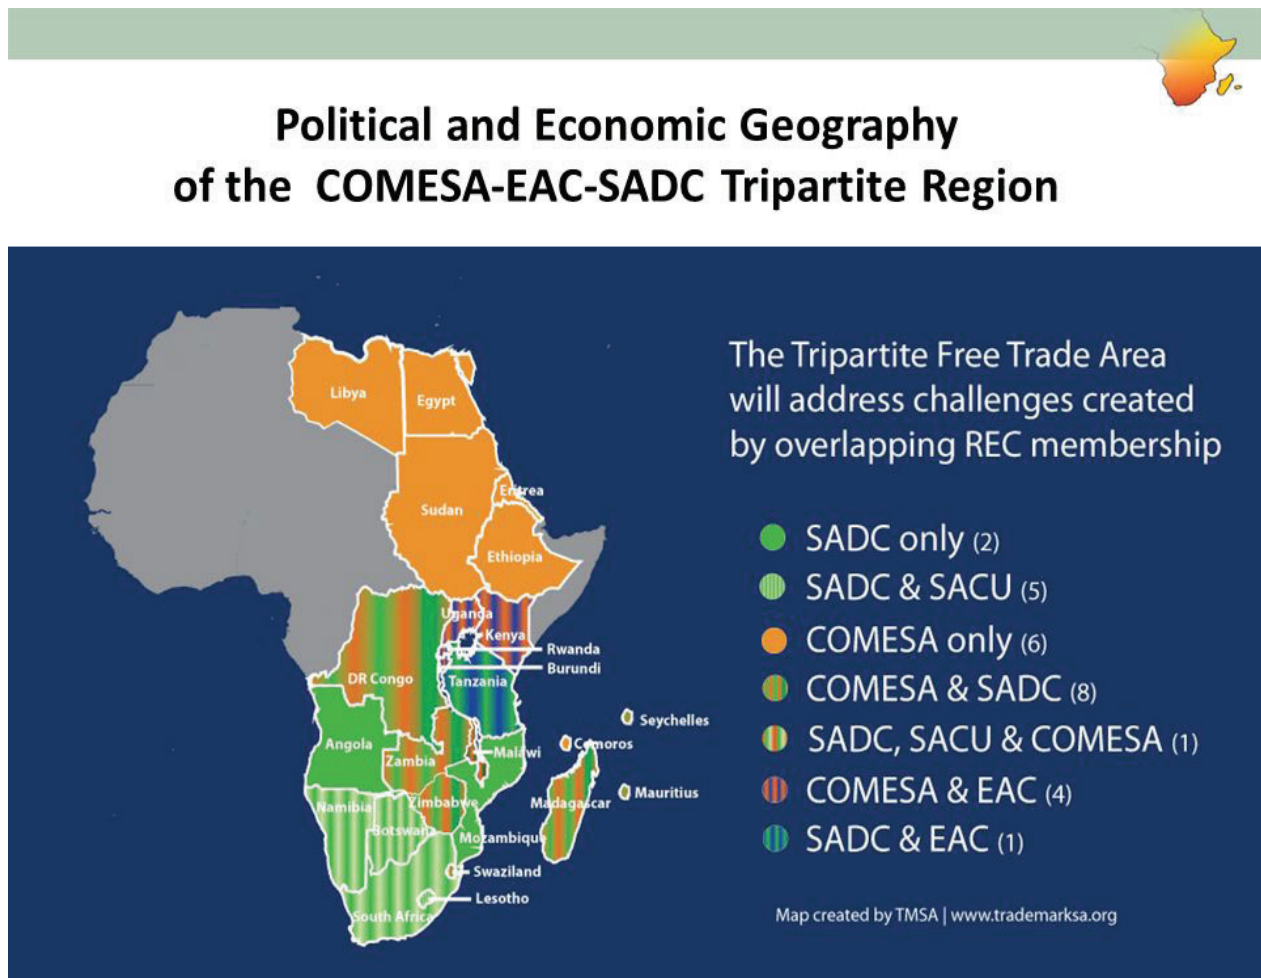 Political and Economic Geography
of the COMESA-EAC-SADC Tripartite Region
The Tripartite Free Trade Area
will address challenges created
by overlapping REC membership
SADC only (2)
SADC & SACU (5)
COMESA only (6)
COMESA & SADC (8)
SADC, SACU & COMESA (1)
COMESA & EAC (4)
SADC & EAC (1)
Map created by TMSA | www.trademarksa.org
Libya
Egypt
Sudan
Eritrea
Ethiopia
Uganda
Kenya
Rwanda
Burundi
DR Congo
Tanzania
Seychelles
Angola
Comoros
Malawi
Zambia
Mauritius
Namibia
Zimbabwe
Madagascar
Botswana
Mozambique
Swaziland
Lesotho
South Africa